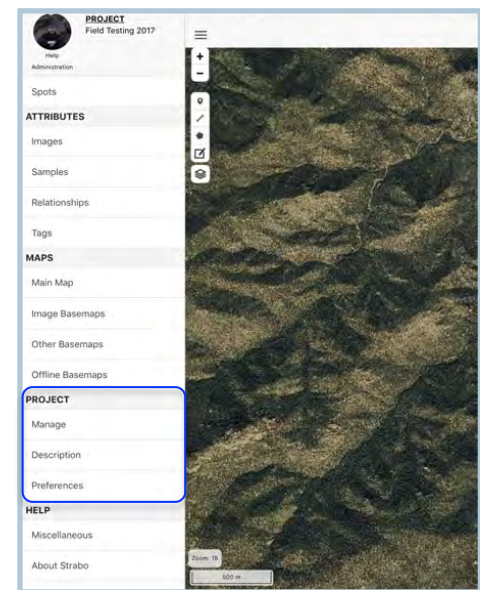 PROJECT
Field Testing 2017
Help
Administration
Spots
ATTRIBUTES
Images
Samples
Relationships
Tags
MAPS
Main Map
Image Basemaps
Other Basemaps
Offline Basemaps
PROJECT
Manage
Description
Preferences
HELP
Miscellaneous
About Strabo
+
-
Zoom: 15
600 m